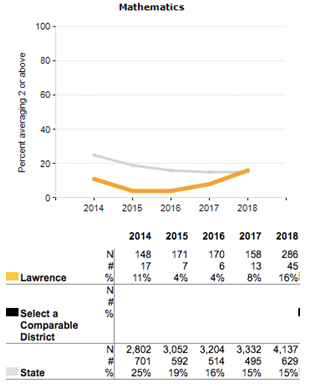 Mathematics
Percent averaging 2 or above
100
80
60
40
20
0
2014 2015 2016 2017 2018
2014 2015 2016 2017 2018
N 148 171 170 158 286
# 17 7 6 13 45
Lawrence % 11% 4% 4% 8% 16%
N
#
Select a %
Comparable
District
N 2,802 3,052 3,204 3,332 4,137
# 701 592 514 495 629
State % 25% 19% 16% 15% 15%